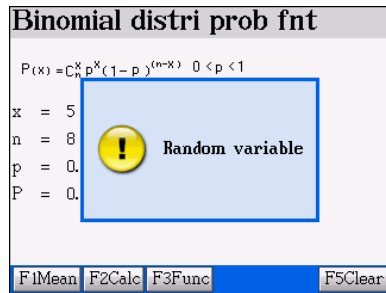 Binomial distri prob fnt
P(x) =C_n^x p^x(1-p)^(n-x) 0<p<1
x = 5
n = 8
Random variable
p = 0.
P = 0.
F1Mean F2Calc F3Func F5Clear